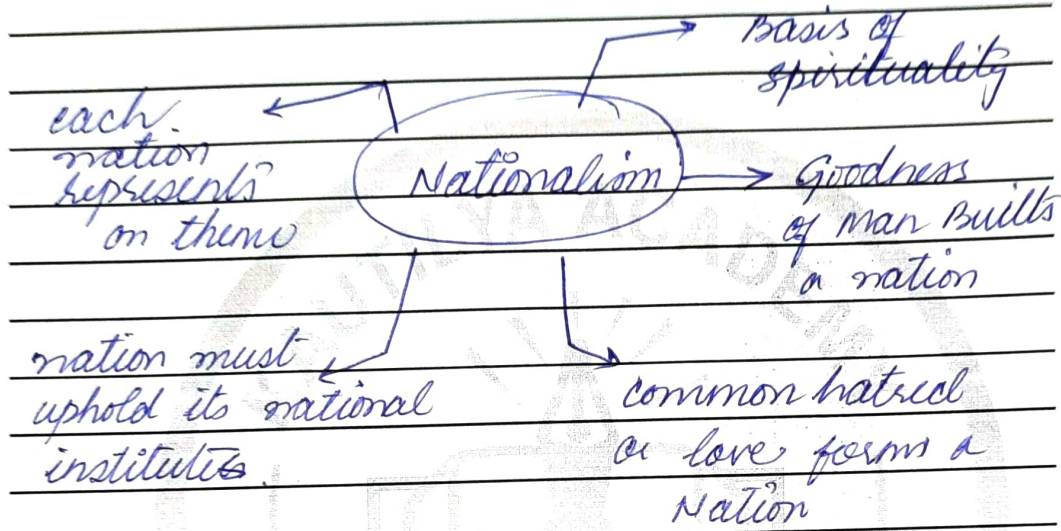 Basis of
spirituality
each
nation
represents
on theme
Nationalism
Goodness
of Man Builts
a nation
nation must
uphold its national
institutes.
common hatred
or love forms a
Nation